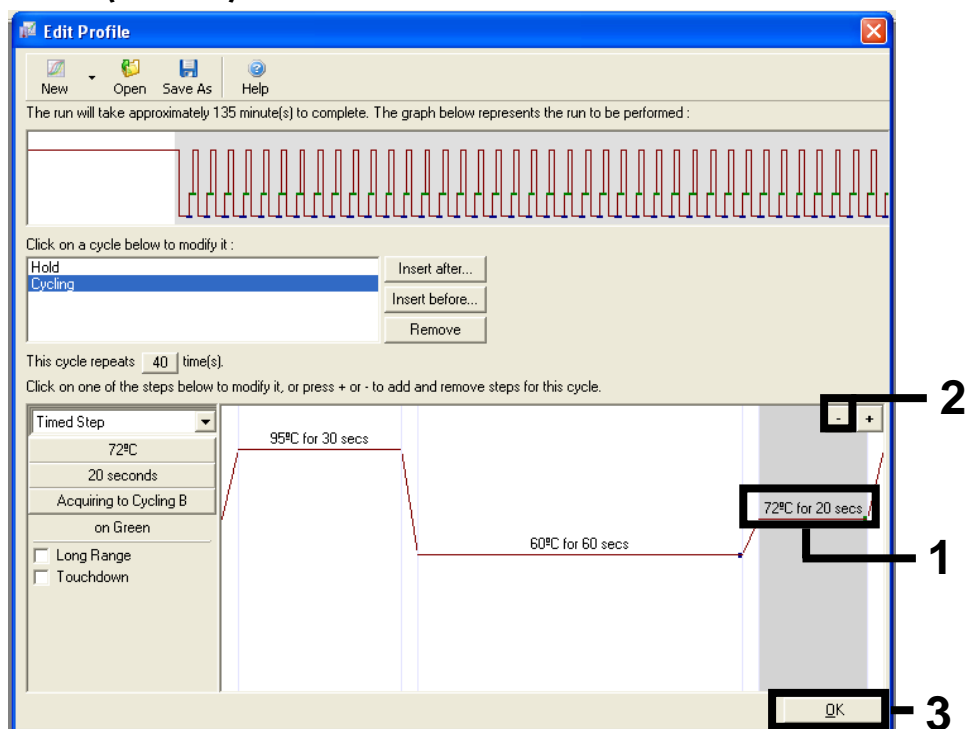 Edit Profile
New Open Save As Help
The run will take approximately 135 minute(s) to complete. The graph below represents the run to be performed :
Click on a cycle below to modify it :
Hold
Cycling
Insert after...
Insert before...
Remove
This cycle repeats 40 time(s).
Click on one of the steps below to modify it, or press + or - to add and remove steps for this cycle.
2
Timed Step
- +
72ºC
95ºC for 30 secs
20 seconds
Acquiring to Cycling B
72ºC for 20 secs
on Green
60ºC for 60 secs
1
Long Range
Touchdown
OK
3